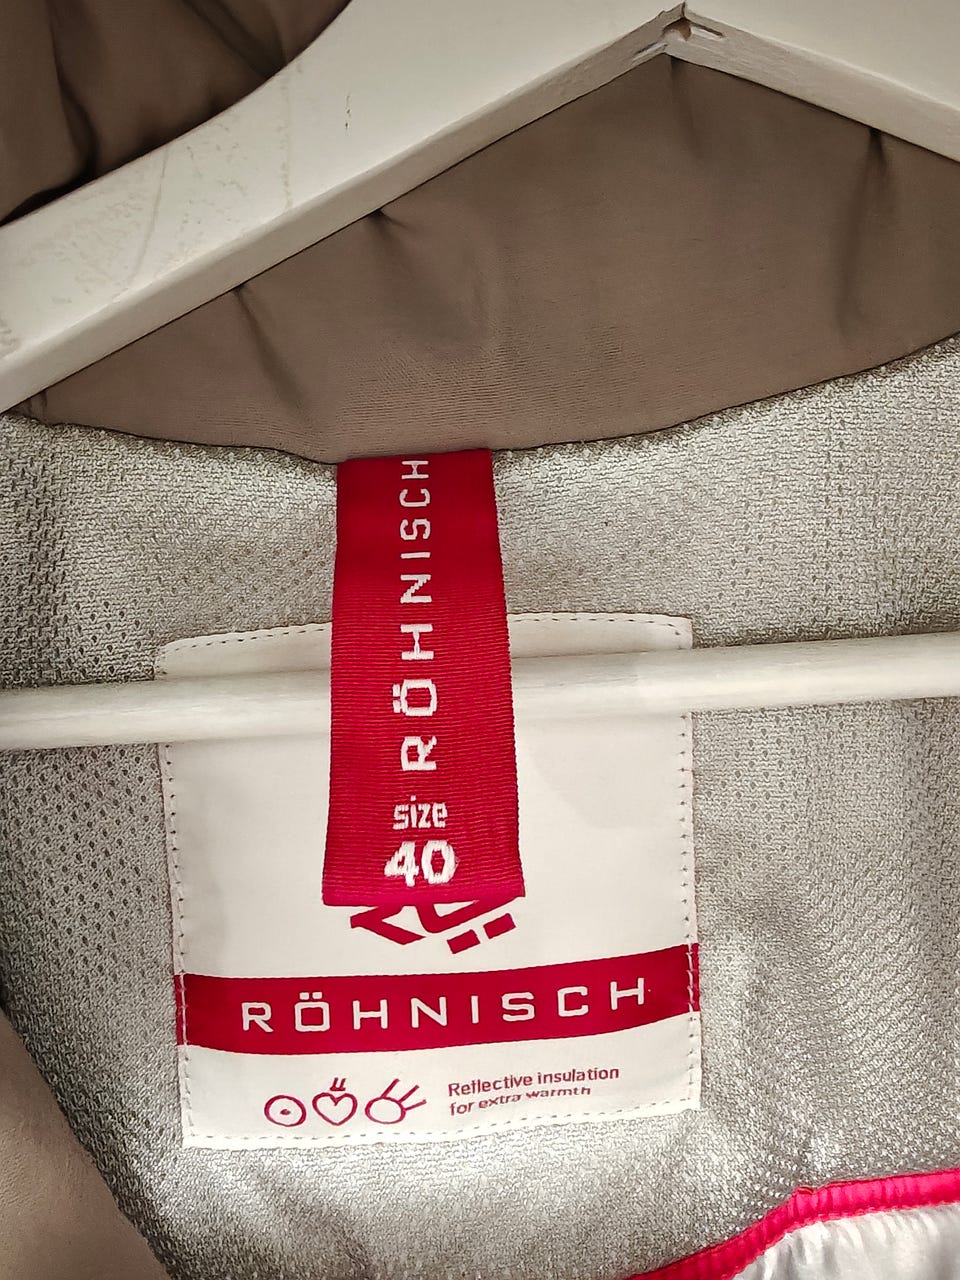 RÖHNISCH
size
40
RÖHNISCH
Reflective insulation
for extra warmth